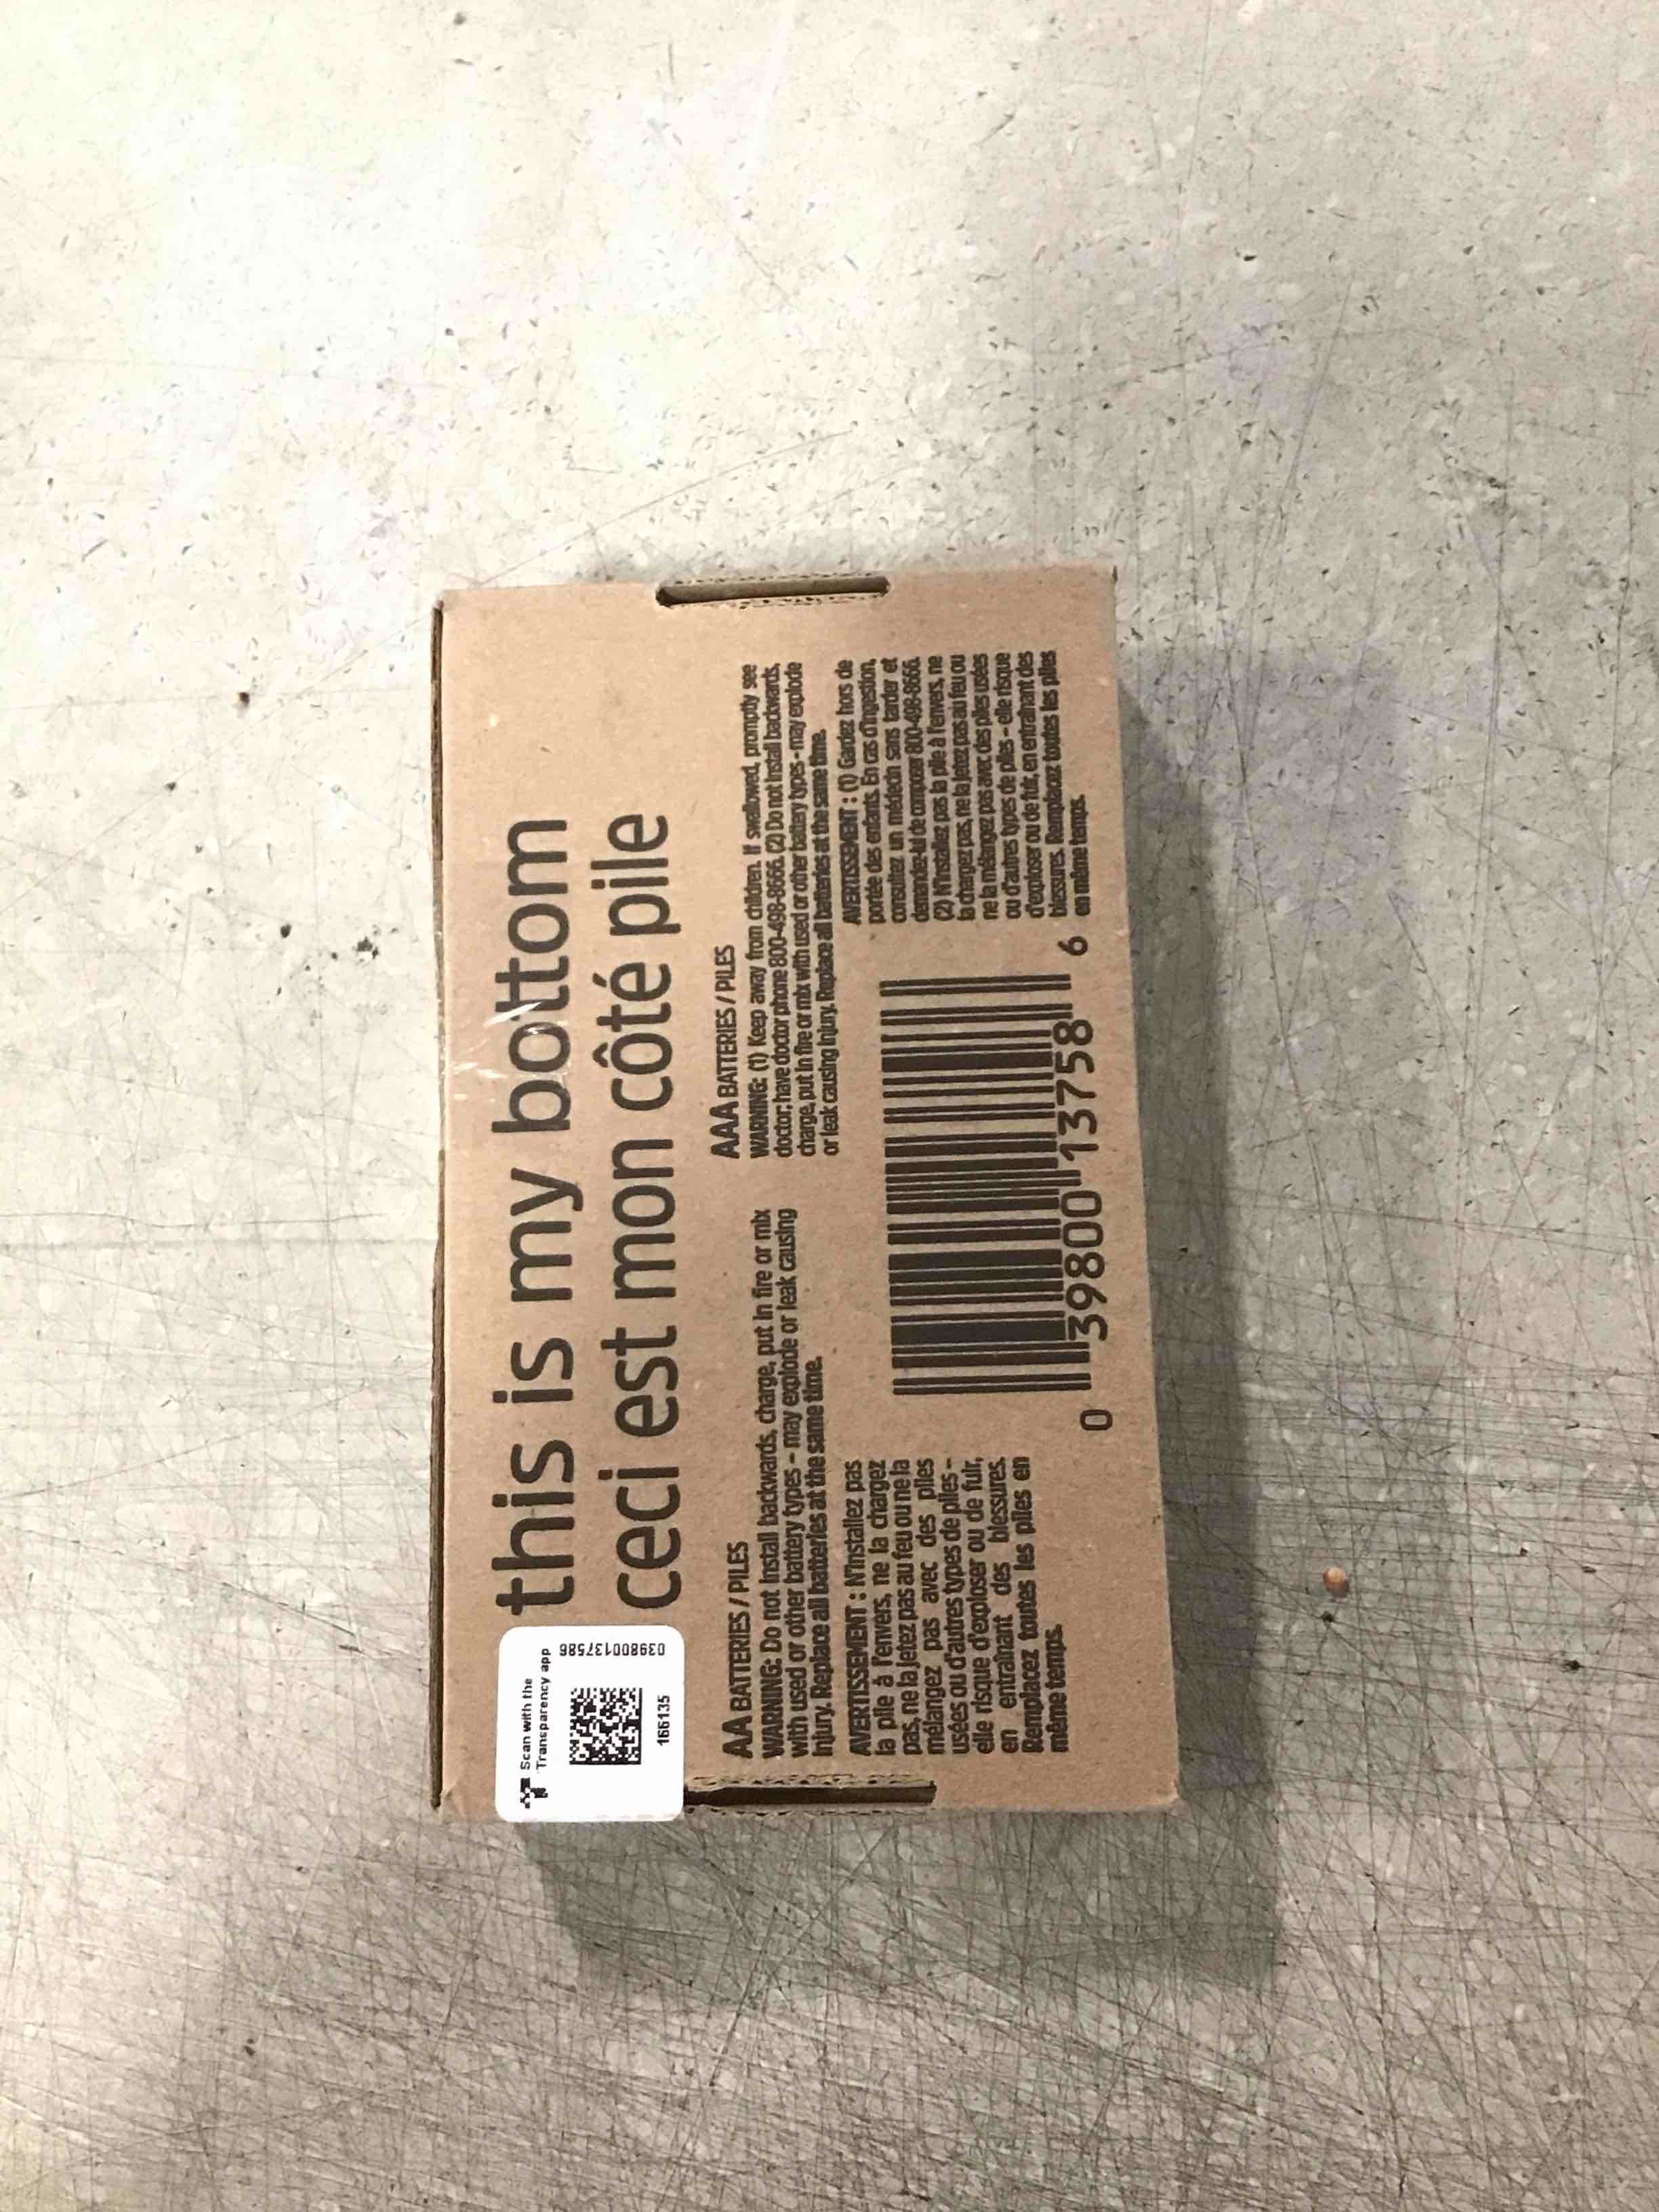 Scan with the
Transparency app
039800137586
166135
this is my bottom
ceci est mon côté pile
AA BATTERIES / PILES
WARNING: Do not install backwards, charge, put in fire or mix
with used or other battery types – may explode or leak causing
injury. Replace all batteries at the same time.
AVERTISSEMENT : N'installez pas
la pile à l'envers, ne la chargez
pas, ne la jetez pas au feu ou ne la
mélangez pas avec des piles
usées ou d'autres types de piles –
elle risque d'exploser ou de fuir,
en entraînant des blessures.
Remplacez toutes les piles en
même temps.
AAA BATTERIES / PILES
WARNING: (1) Keep away from children. If swallowed, promptly see
doctor; have doctor phone 800-498-8666. (2) Do not install backwards,
charge, put in fire or mix with used or other battery types - may explode
or leak causing injury. Replace all batteries at the same time.
AVERTISSEMENT : (1) Gardez hors de
portée des enfants. En cas d'ingestion,
consultez un médecin sans tarder et
demandez-lui de composer 800-498-8666.
(2) N'installez pas la pile à l'envers, ne
la chargez pas, ne la jetez pas au feu ou
ne la mélangez pas avec des piles usées
ou d'autres types de piles – elle risque
d'exploser ou de fuir, en entraînant des
blessures. Remplacez toutes les piles
en même temps.
0 39800 13758 6